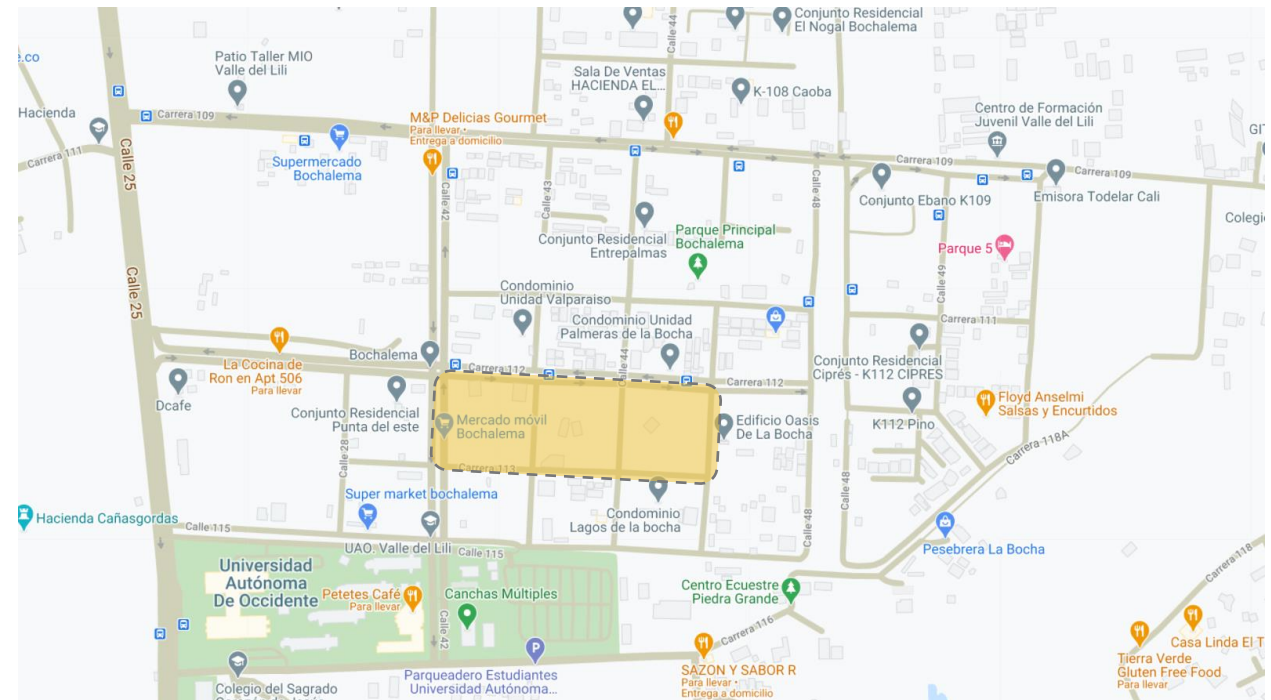 Conjunto Residencial
El Nogal Bochalema
e.co
Patio Taller MIO
Valle del Lili
Calle 44
Sala De Ventas
HACIENDA EL...
K-108 Caoba
Hacienda
Carrera 109
M&P Delicias Gourmet
Para llevar •
Entrega a domicilio
Centro de Formación
Juvenil Valle del Lili
Carrera 111
Calle 25
Supermercado
Bochalema
Carrera 109
Carrera 109
Calle 42
Calle 43
Calle 48
Conjunto Ebano K109
Emisora Todelar Cali
Colegi
Conjunto Residencial
Entrepalmas
Parque Principal
Bochalema
Parque 5
Calle 25
Condominio
Unidad Valparaiso
Calle 49
Condominio Unidad
Palmeras de la Bocha
Carrera 111
La Cocina de
Ron en Apt 506
Para llevar
Bochalema
Carrera 112
Calle 44
Carrera 112
Conjunto Residencial
Ciprés - K112 CIPRES
Dcafe
Conjunto Residencial
Punta del este
Mercado móvil
Bochalema
Edificio Oasis
De La Bocha
K112 Pino
Floyd Anselmi
Salsas y Encurtidos
Calle 28
Carrera 113
Carrera 118A
Super market bochalema
Calle 48
Calle 48
Hacienda Cañasgordas
Calle 115
Condominio
Lagos de la bocha
UAO. Valle del Lili
Calle 115
Pesebrera La Bocha
Carrera 118
Universidad
Autónoma
De Occidente
Petetes Café
Para llevar
Canchas Múltiples
Centro Ecuestre
Piedra Grande
Calle 42
Carrera 116
Casa Linda El T
Parqueadero Estudiantes
Universidad Autónoma...
SAZON Y SABOR R
Para llevar •
Entrega a domicilio
Tierra Verde
Gluten Free Food
Para llevar
Colegio del Sagrado